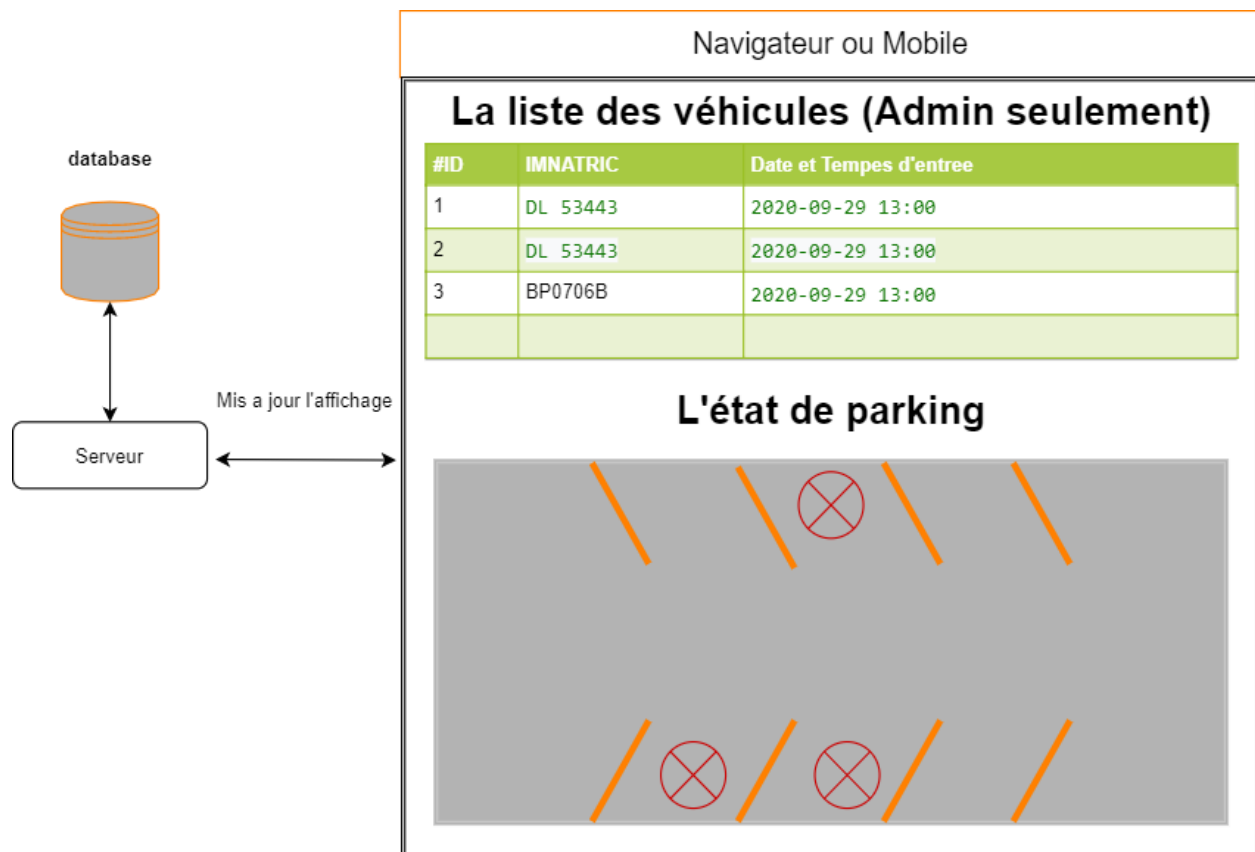 Navigateur ou Mobile
La liste des véhicules (Admin seulement)
database
#ID IMNATRIC Date et Tempes d'entree
1 DL 53443 2020-09-29 13:00
2 DL 53443 2020-09-29 13:00
3 BP0706B 2020-09-29 13:00
Mis a jour l'affichage
L'état de parking
Serveur